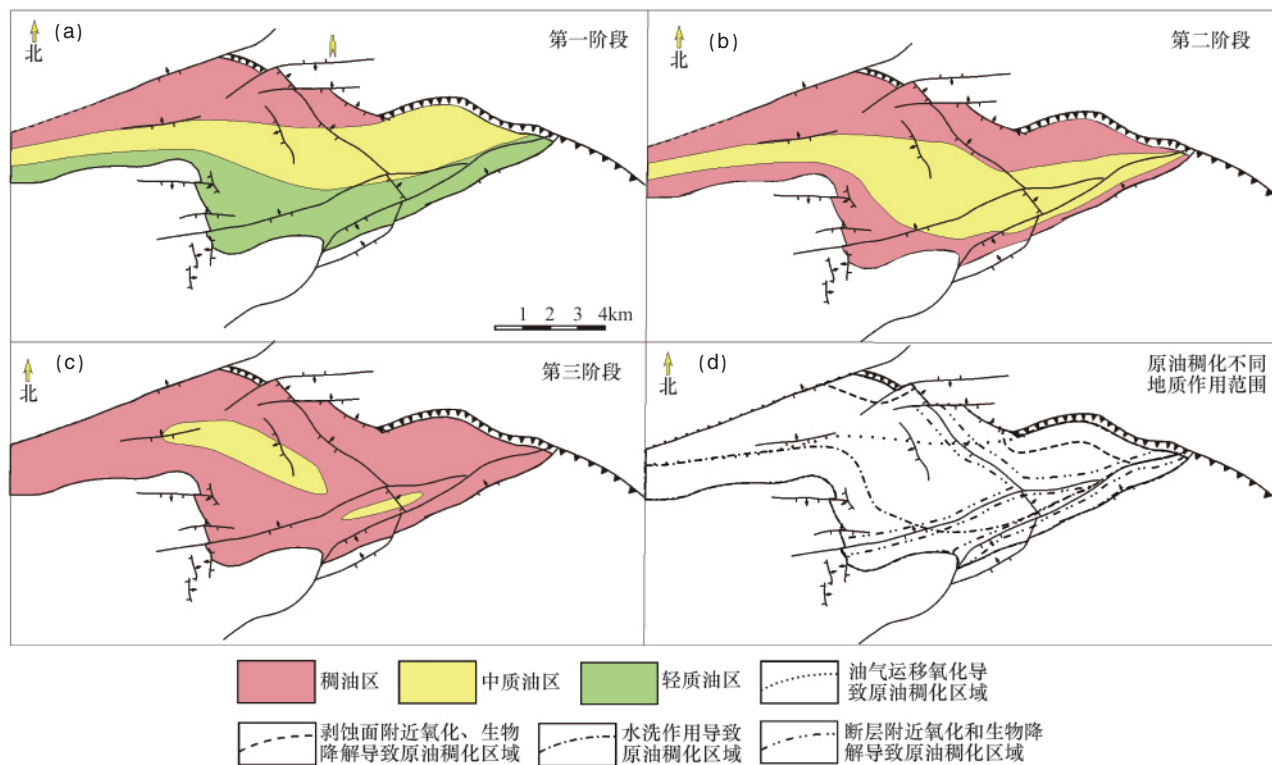 (a)
北
第一阶段
1 2 3 4km
(b)
北
第二阶段
(c)
北
第三阶段
(d)
北
原油稠化不同
地质作用范围
稠油区
中质油区
轻质油区
油气运移氧化导
致原油稠化区域
剥蚀面附近氧化、生物
降解导致原油稠化区域
水洗作用导致
原油稠化区域
断层附近氧化和生物降
解导致原油稠化区域